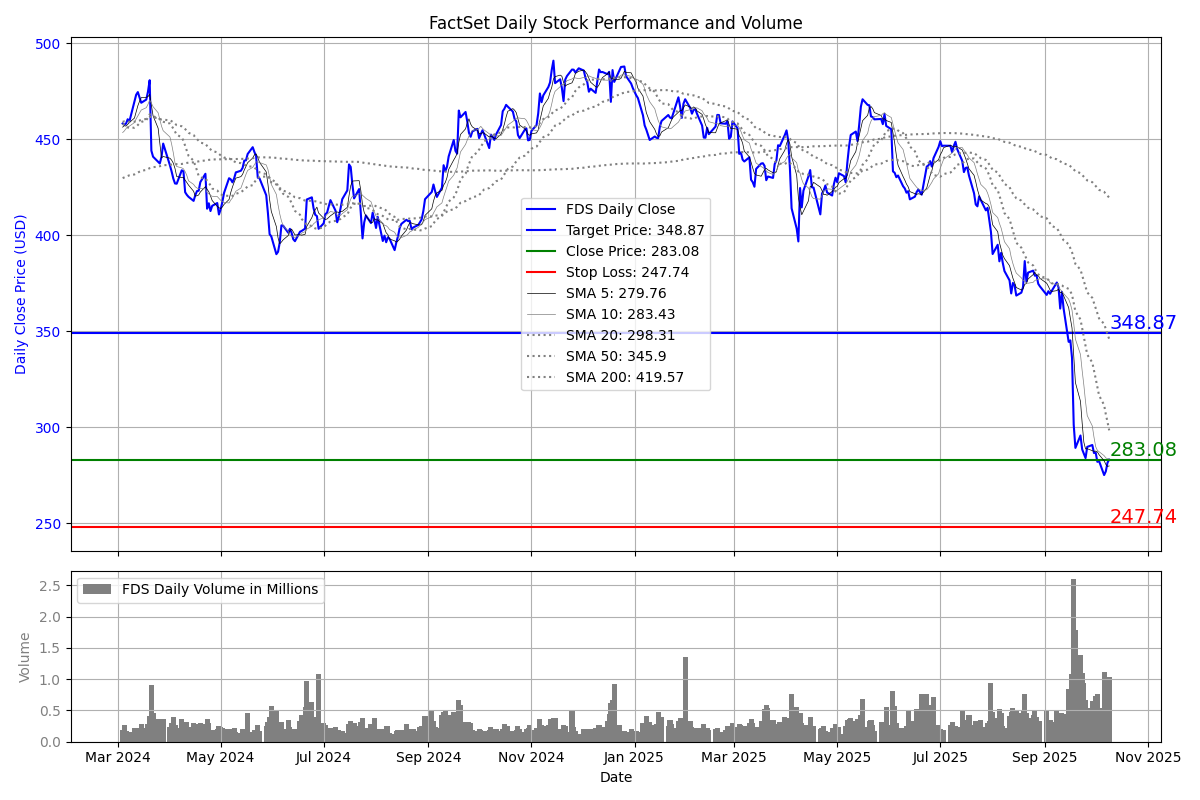 FactSet Daily Stock Performance and Volume
500
450
400
350
300
250
Daily Close Price (USD)
FDS Daily Close
Target Price: 348.87
Close Price: 283.08
Stop Loss: 247.74
SMA 5: 279.76
SMA 10: 283.43
SMA 20: 298.31
SMA 50: 345.9
SMA 200: 419.57
348.87
283.08
247.74
2.5
2.0
1.5
1.0
0.5
0.0
Volume
FDS Daily Volume in Millions
Mar 2024 May 2024 Jul 2024 Sep 2024 Nov 2024 Jan 2025 Mar 2025 May 2025 Jul 2025 Sep 2025 Nov 2025
Date